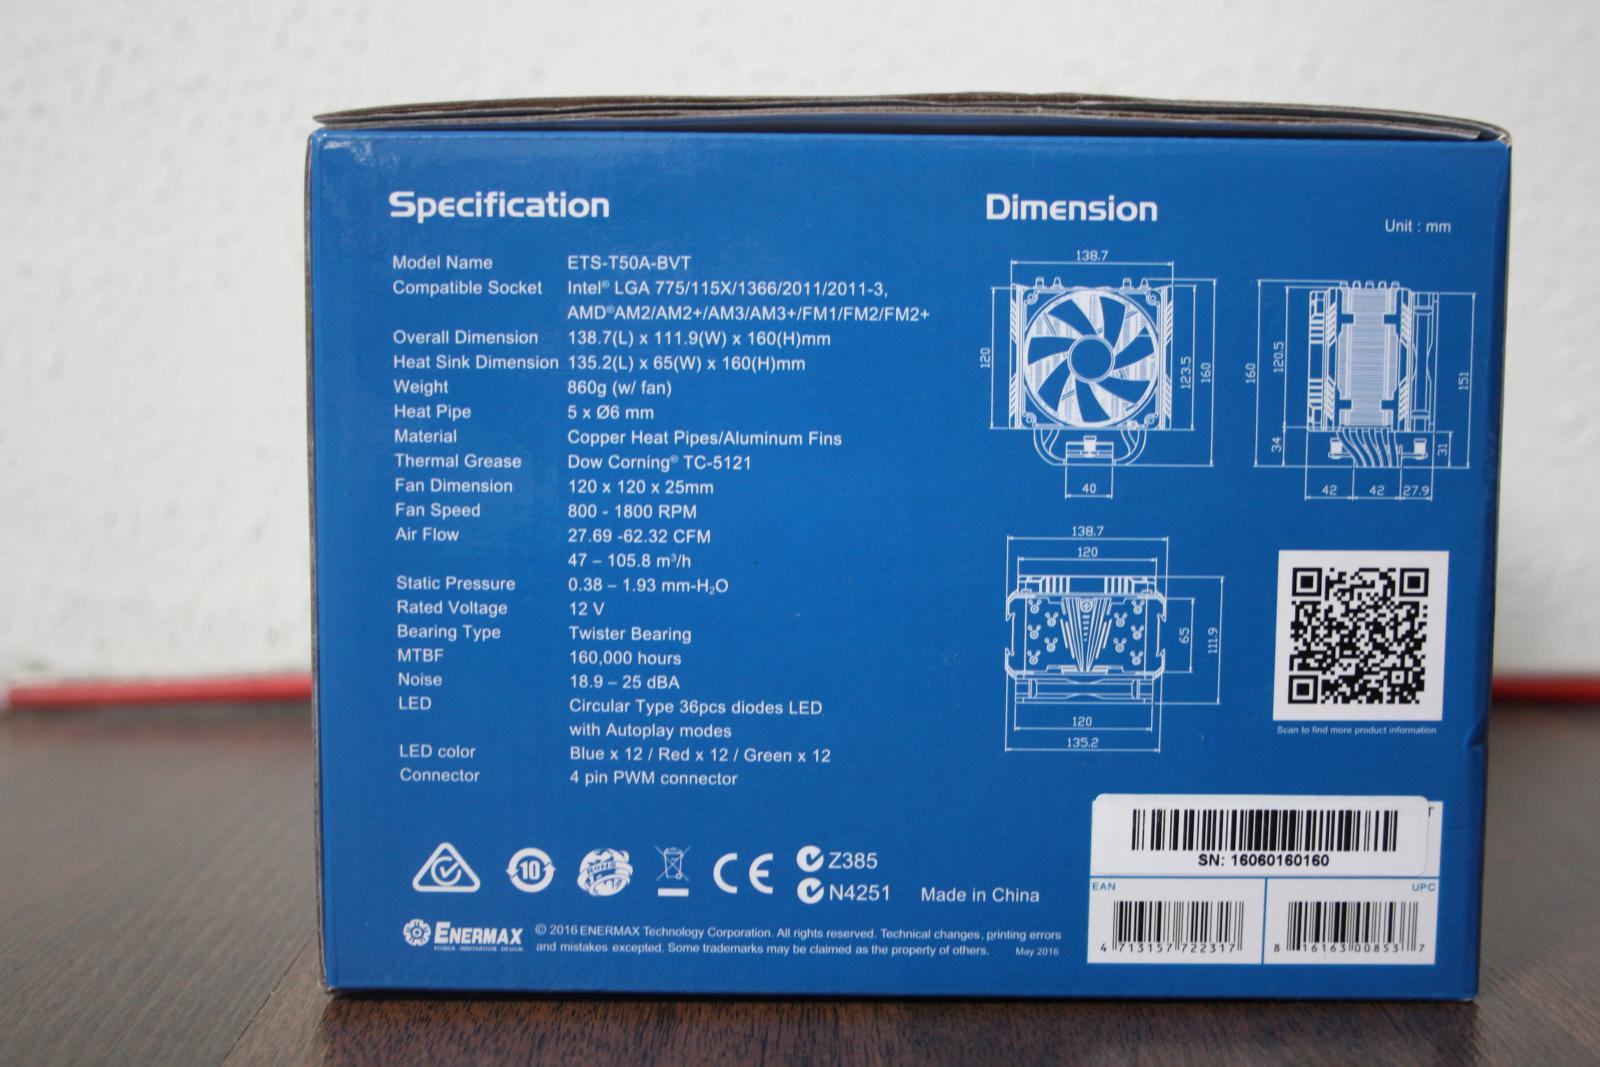 Specification
Model Name ETS-T50A-BVT
Compatible Socket Intel® LGA 775/115X/1366/2011/2011-3,
AMD®AM2/AM2+/AM3/AM3+/FM1/FM2/FM2+
Overall Dimension 138.7(L) x 111.9(W) x 160(H)mm
Heat Sink Dimension 135.2(L) x 65(W) x 160(H)mm
Weight 860g (w/ fan)
Heat Pipe 5 x Ø6 mm
Material Copper Heat Pipes/Aluminum Fins
Thermal Grease Dow Corning® TC-5121
Fan Dimension 120 x 120 x 25mm
Fan Speed 800 - 1800 RPM
Air Flow 27.69 -62.32 CFM
47 – 105.8 m³/h
Static Pressure 0.38 – 1.93 mm-H₂O
Rated Voltage 12 V
Bearing Type Twister Bearing
MTBF 160,000 hours
Noise 18.9 – 25 dBA
LED Circular Type 36pcs diodes LED
with Autoplay modes
LED color Blue x 12 / Red x 12 / Green x 12
Connector 4 pin PWM connector
Dimension
Unit : mm
138.7
120
123.5
160
40
160
120.5
34
151
31
42 42 27.9
138.7
120
65
111.9
120
135.2
Scan to find more product information
10
RoHS
CE
Z385
N4251
Made in China
ENERMAX
POWER INNOVATION DESIGN
© 2016 ENERMAX Technology Corporation. All rights reserved. Technical changes, printing errors
and mistakes excepted. Some trademarks may be claimed as the property of others. May 2016
T
SN: 16060160160
EAN UPC
4 713157 722317
8 16163 00853 7